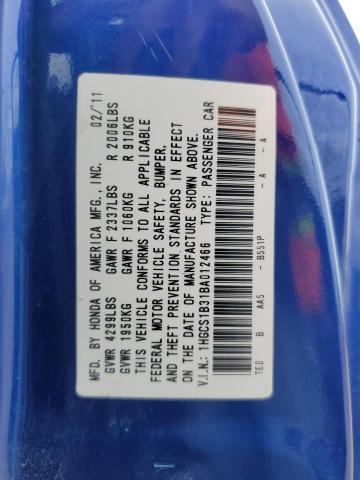 MFD. BY HONDA OF AMERICA MFG., INC. 02/11
GVWR 4299LBS GAWR F 2337LBS R 2006LBS
GVWR 1950KG GAWR F 1060KG R 910KG
THIS VEHICLE CONFORMS TO ALL APPLICABLE
FEDERAL MOTOR VEHICLE SAFETY, BUMPER,
AND THEFT PREVENTION STANDARDS IN EFFECT
ON THE DATE OF MANUFACTURE SHOWN ABOVE.
V.I.N.: 1HGCS1B31BA012466 TYPE: PASSENGER CAR
TED B AA5 - B551P - A - A